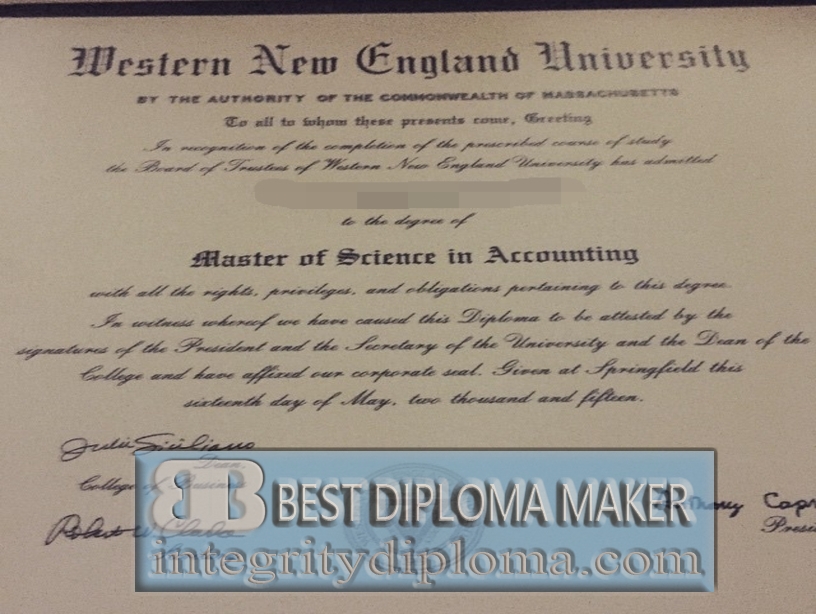 Western New England University
BY THE AUTHORITY OF THE COMMONWEALTH OF MASSACHUSETTS
To all to whom these presents come, Greeting
In recognition of the completion of the prescribed course of study
the Board of Trustees of Western New England University has admitted
to the degree of
Master of Science in Accounting
with all the rights, privileges, and obligations pertaining to this degree.
In witness whereof we have caused this Diploma to be attested by the
signatures of the President and the Secretary of the University and the Dean of the
College and have affixed our corporate seal. Given at Springfield this
sixteenth day of May, two thousand and fifteen.
Julie Siciliano
Dean,
College of Business
BB BEST DIPLOMA MAKER
integritydiploma.com